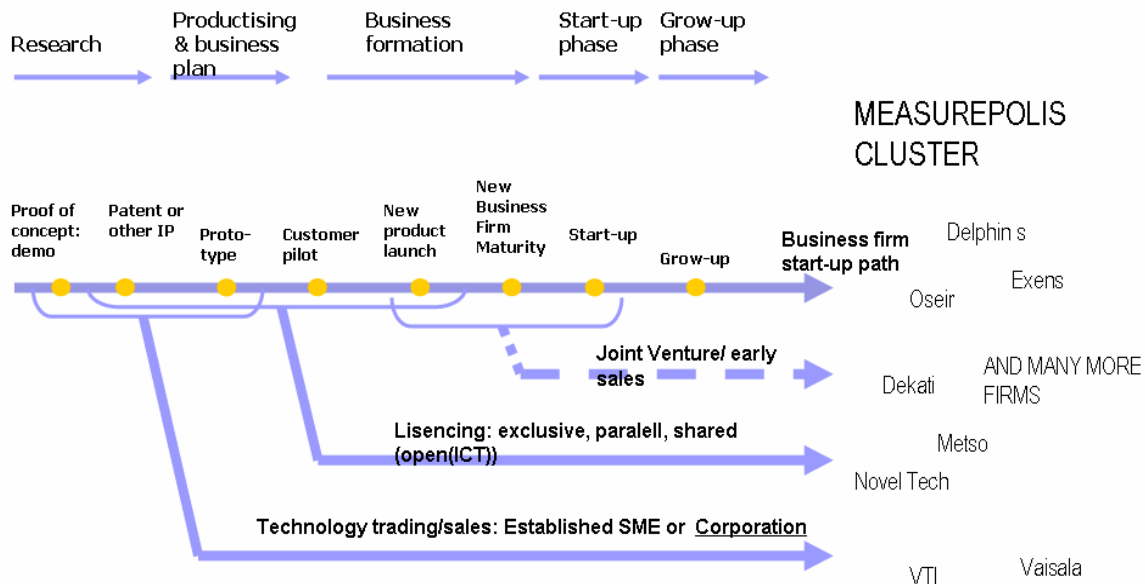 Research
Productising
& business
plan
Business
formation
Start-up
phase
Grow-up
phase
MEASUREPOLIS
CLUSTER
Proof of
concept:
demo
Patent or
other IP
Proto-
type
Customer
pilot
New
product
launch
New
Business
Firm
Maturity
Start-up
Grow-up
Business firm
start-up path
Delphin s
Exens
Oseir
Joint Venture/ early
sales
Dekati
AND MANY MORE
FIRMS
Lisencing: exclusive, paralell, shared
(open(ICT))
Metso
Novel Tech
Technology trading/sales: Established SME or Corporation
VTI
Vaisala